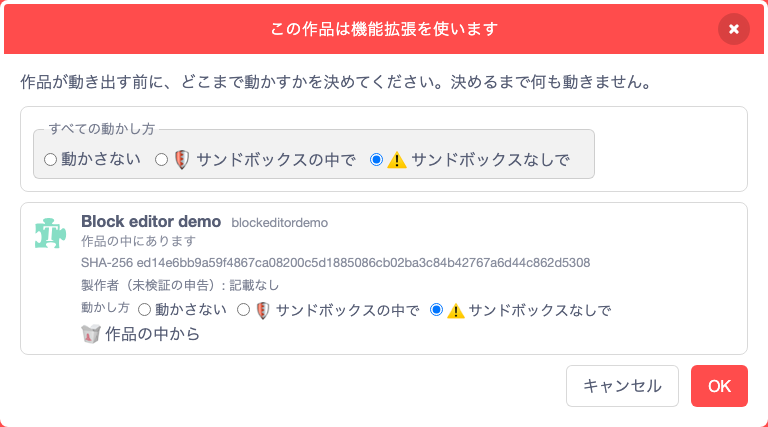 この作品は機能拡張を使います
作品が動き出す前に、どこまで動かすかを決めてください。決めるまで何も動きません。
すべての動かし方
動かさない サンドボックスの中で サンドボックスなしで
Block editor demo blockeditordemo
作品の中にあります
SHA-256 ed14e6bb9a59f4867ca08200c5d1885086cb02ba3c84b42767a6d44c862d5308
製作者（未検証の申告）: 記載なし
動かし方 動かさない サンドボックスの中で サンドボックスなしで
作品の中から
キャンセル OK